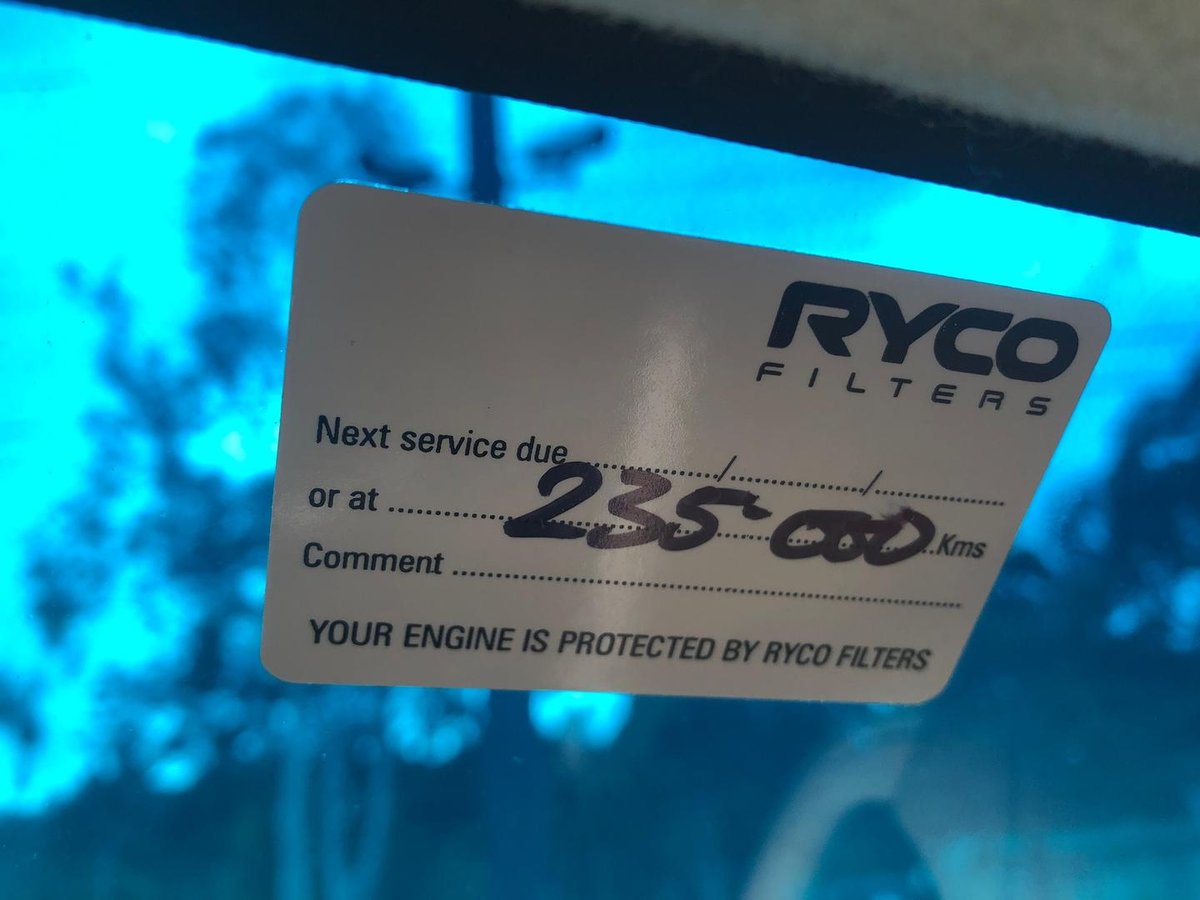 RYCO
FILTERS
Next service due ............/............/............
or at ............235-000............Kms
Comment ............................................................
YOUR ENGINE IS PROTECTED BY RYCO FILTERS